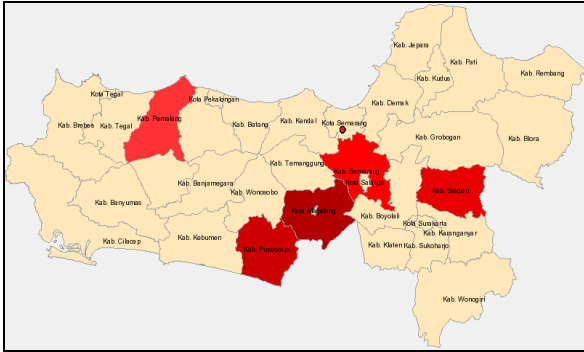 Kab. Jepara
Kab. Pati
Kab. Rembang
Kab. Kudus
Kota Tegal
Kota Pekalongan
Kab. Demak
Kab. Pemalang
Kab. Kendal
Kota Semarang
Kab. Brebes
Kab. Tegal
Kab. Batang
Kab. Grobogan
Kab. Blora
Kab. Temanggung
Kab. Semarang
Kab. Banjarnegara
Kota Salatiga
Kab. Wonosobo
Kab. Sragen
Kab. Banyumas
Kota Magelang
Kab. Boyolali
Kota Surakarta
Kab. Karanganyar
Kab. Cilacap
Kab. Kebumen
Kab. Purworejo
Kab. Klaten
Kab. Sukoharjo
Kab. Wonogiri